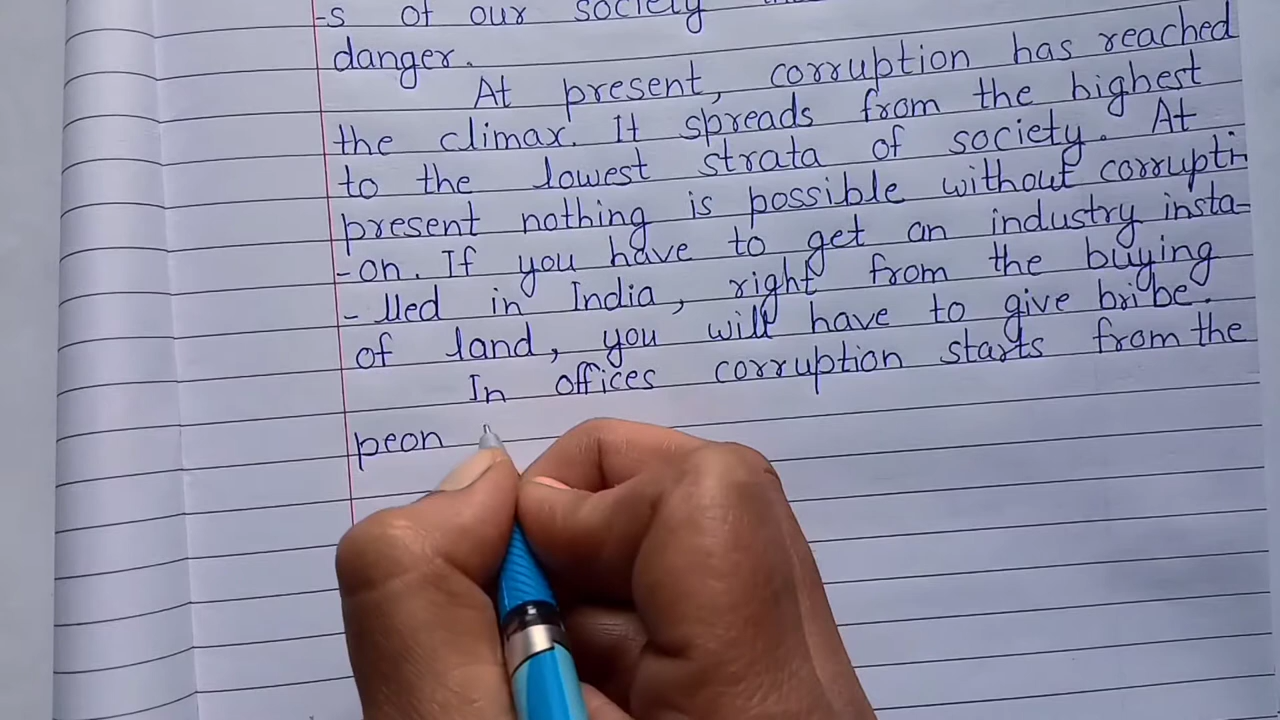 -s of our society
danger.
At present, corruption has reached
the climax. It spreads from the highest
to the lowest strata of society. At
present nothing is possible without corrupti
-on. If you have to get an industry insta-
-lled in India, right from the buying
of land, you will have to give bribe.
In offices corruption starts from the
peon